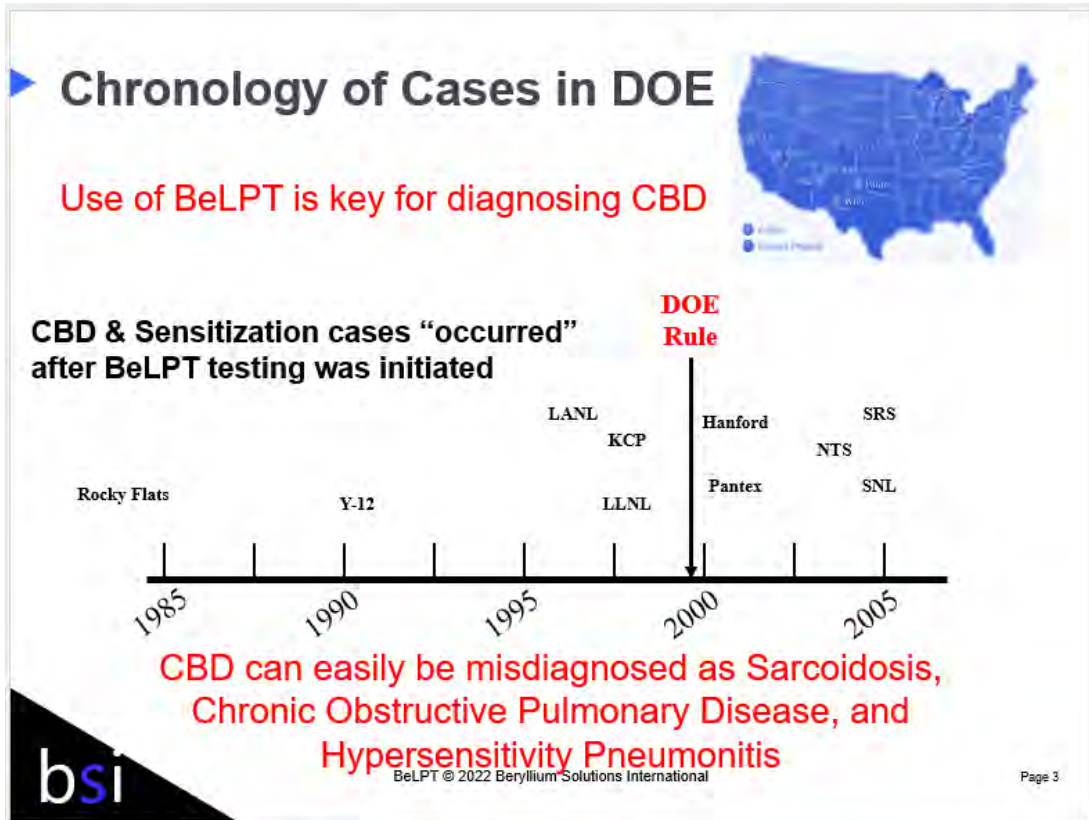 Chronology of Cases in DOE
Use of BeLPT is key for diagnosing CBD
DOE
Rule
CBD & Sensitization cases “occurred”
after BeLPT testing was initiated
LANL
Hanford
SRS
KCP
NTS
Rocky Flats
Y-12
LLNL
Pantex
SNL
1985
1990
1995
2000
2005
CBD can easily be misdiagnosed as Sarcoidosis,
Chronic Obstructive Pulmonary Disease, and
Hypersensitivity Pneumonitis
bsi
BeLPT © 2022 Beryllium Solutions International
Page 3